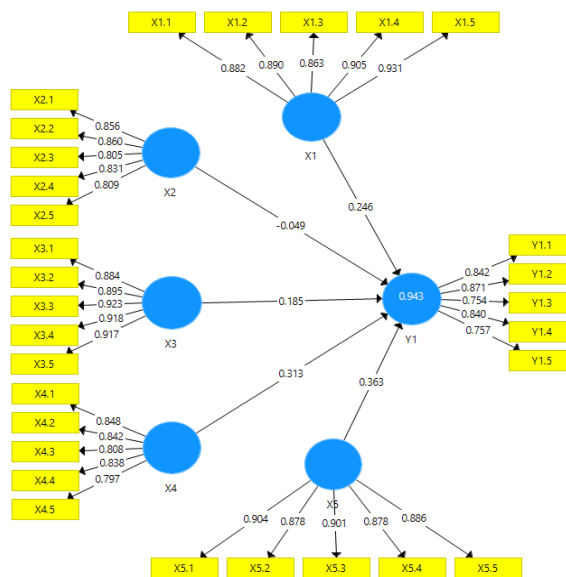 X1.1 X1.2 X1.3 X1.4 X1.5
0.882 0.890 0.863 0.905 0.931
X1
X2.1
X2.2
X2.3
X2.4
X2.5
0.856
0.860
0.805
0.831
0.809
X2
0.246
-0.049
X3.1
X3.2
X3.3
X3.4
X3.5
0.884
0.895
0.923
0.918
0.917
X3
0.185
0.943
Y1
0.842
0.871
0.754
0.840
0.757
Y1.1
Y1.2
Y1.3
Y1.4
Y1.5
0.313
0.363
X4.1
X4.2
X4.3
X4.4
X4.5
0.848
0.842
0.808
0.838
0.797
X4
X5
0.904 0.878 0.901 0.878 0.886
X5.1 X5.2 X5.3 X5.4 X5.5